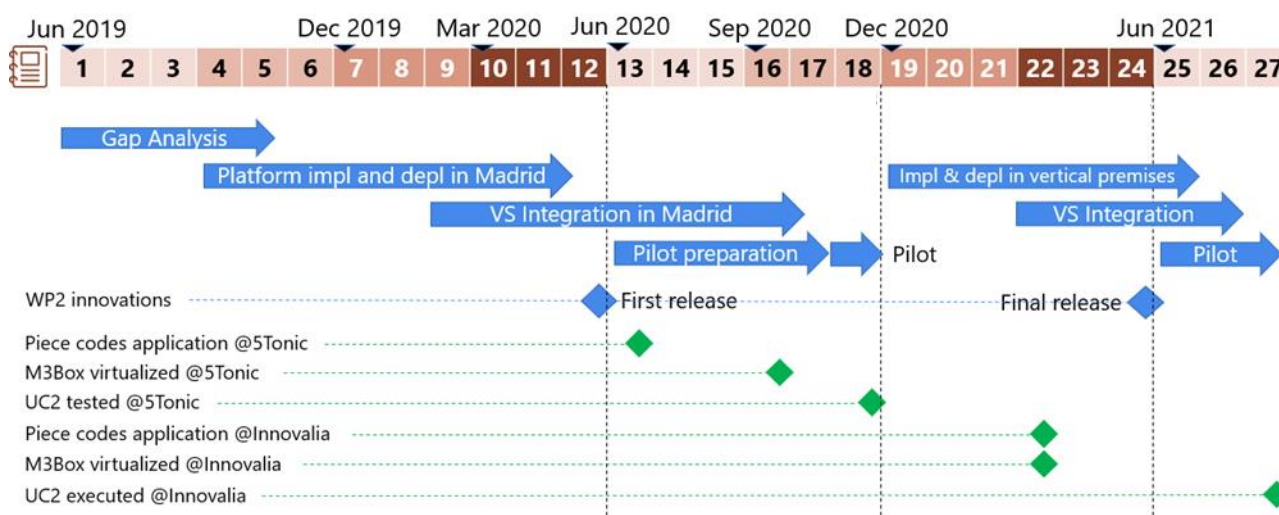 Jun 2019 Dec 2019 Mar 2020 Jun 2020 Sep 2020 Dec 2020 Jun 2021
1 2 3 4 5 6 7 8 9 10 11 12 13 14 15 16 17 18 19 20 21 22 23 24 25 26 27
Gap Analysis
Platform impl and depl in Madrid Impl & depl in vertical premises
VS Integration in Madrid VS Integration
Pilot preparation Pilot Pilot
WP2 innovations First release Final release
Piece codes application @5Tonic
M3Box virtualized @5Tonic
UC2 tested @5Tonic
Piece codes application @Innovalia
M3Box virtualized @Innovalia
UC2 executed @Innovalia